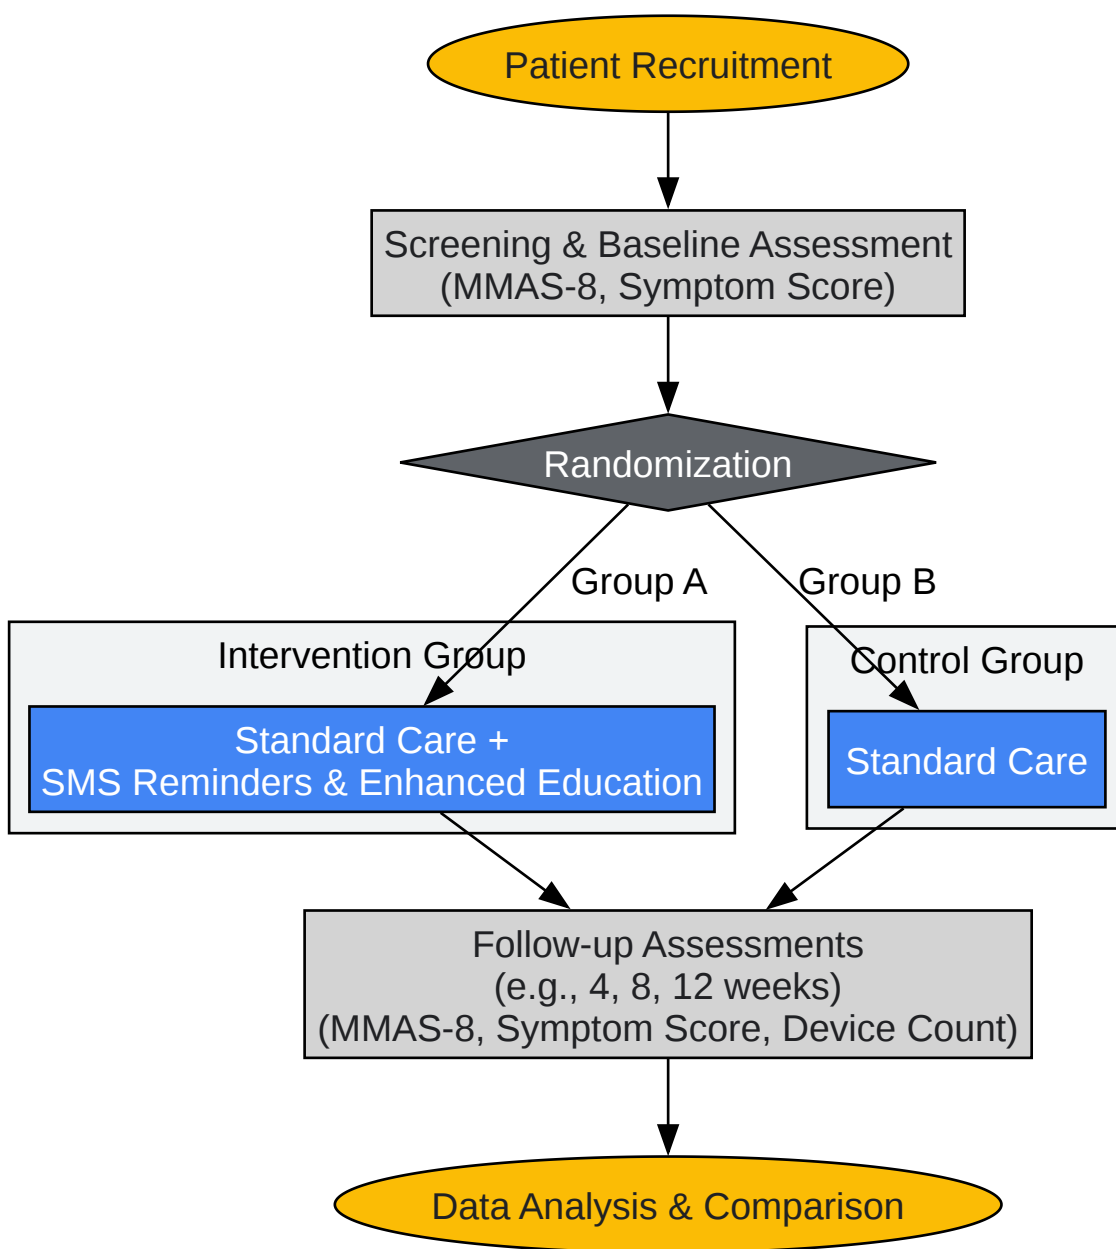 Patient Recruitment
Screening & Baseline Assessment
(MMAS-8, Symptom Score)
Randomization
Group A
Group B
Intervention Group
Control Group
Standard Care +
SMS Reminders & Enhanced Education
Standard Care
Follow-up Assessments
(e.g., 4, 8, 12 weeks)
(MMAS-8, Symptom Score, Device Count)
Data Analysis & Comparison